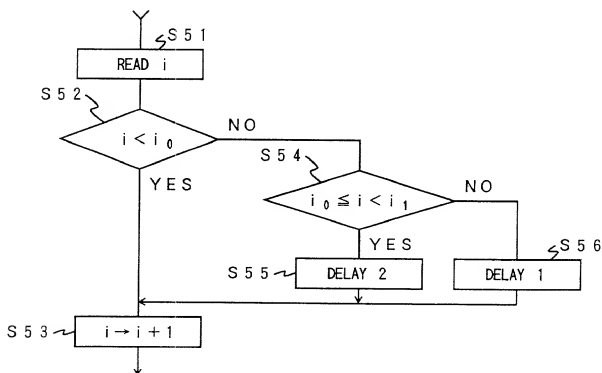 S51
READ i
S52
i < i₀
NO
YES
S54
i₀ ≦ i < i₁
NO
YES
S55
DELAY 2
S56
DELAY 1
S53
i → i + 1